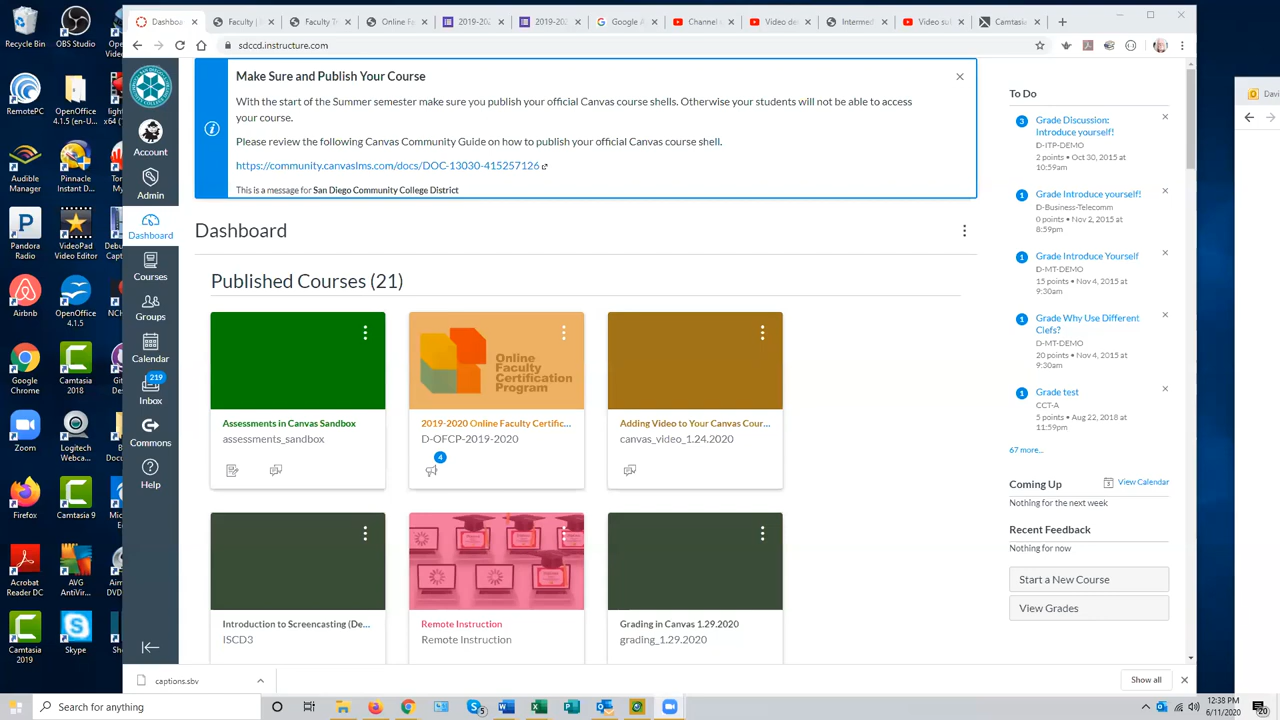 Recycle Bin
OBS Studio
RemotePC
OpenOffice 4.1.5 (en-U...
Audible Manager
Pinnacle Instant D...
Pandora Radio
VideoPad Video Editor
Airbnb
OpenOffice 4.1.5
Google Chrome
Camtasia 2018
Zoom
Webcam
Firefox
Camtasia 9
Acrobat Reader DC
AVG AntiVir...
Camtasia 2019
Skype
Dashboa
Faculty |
Faculty T
Online Fa
2019-202
2019-202
Google A
Channel
Video de
Intermed
Video su
Camtasia
sdccd.instructure.com
Account
Admin
Dashboard
Courses
Groups
Calendar
219
Inbox
Commons
Help
Make Sure and Publish Your Course
With the start of the Summer semester make sure you publish your official Canvas course shells. Otherwise your students will not be able to access
your course.
Please review the following Canvas Community Guide on how to publish your official Canvas course shell.
https://community.canvaslms.com/docs/DOC-13030-415257126
This is a message for San Diego Community College District
Dashboard
Published Courses (21)
Assessments in Canvas Sandbox
assessments_sandbox
Online
Faculty
Certification
Program
2019-2020 Online Faculty Certific...
D-OFCP-2019-2020
4
Adding Video to Your Canvas Cour...
canvas_video_1.24.2020
Introduction to Screencasting (De...
ISCD3
Remote Instruction
Remote Instruction
Grading in Canvas 1.29.2020
grading_1.29.2020
To Do
3 Grade Discussion:
Introduce yourself!
D-ITP-DEMO
2 points • Oct 30, 2015 at
10:59am
1 Grade Introduce yourself!
D-Business-Telecomm
0 points • Nov 2, 2015 at
8:59pm
1 Grade Introduce Yourself
D-MT-DEMO
15 points • Nov 4, 2015 at
9:30am
1 Grade Why Use Different
Clefs?
D-MT-DEMO
20 points • Nov 4, 2015 at
9:30am
1 Grade test
CCT-A
5 points • Aug 22, 2018 at
11:59pm
67 more...
Coming Up
View Calendar
Nothing for the next week
Recent Feedback
Nothing for now
Start a New Course
View Grades
Davi
captions.sbv
Show all
Search for anything
5
12:38 PM
6/11/2020
20